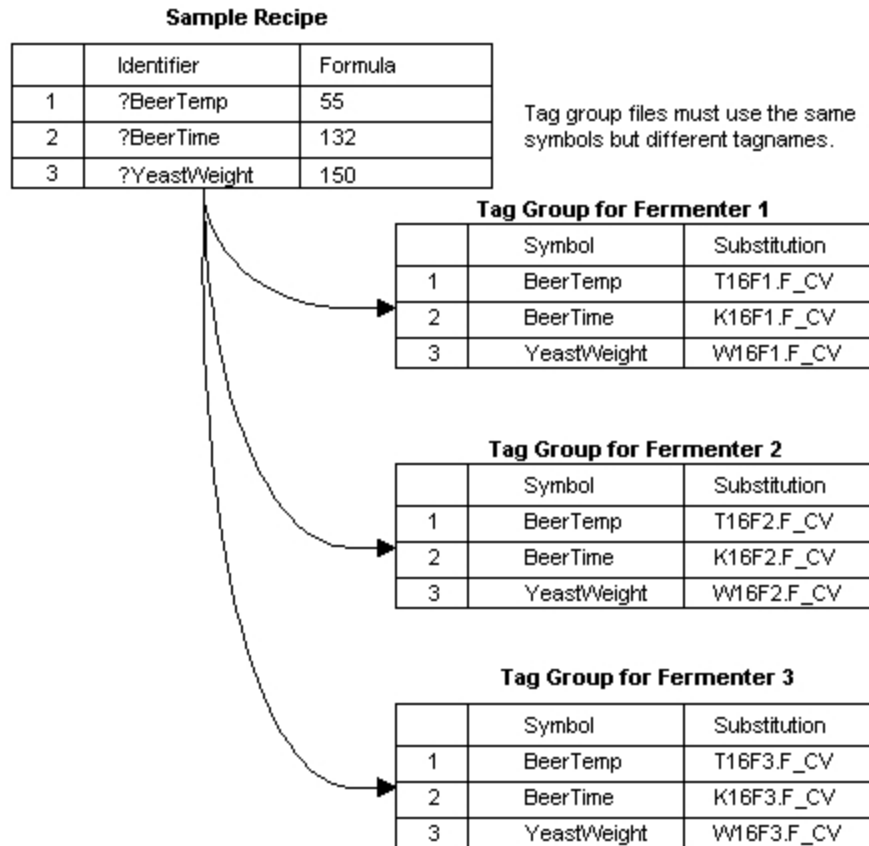 Sample Recipe
Identifier Formula
1 ?BeerTemp 55
2 ?BeerTime 132
3 ?YeastWeight 150
Tag group files must use the same
symbols but different tagnames.
Tag Group for Fermenter 1
Symbol Substitution
1 BeerTemp T16F1.F_CV
2 BeerTime K16F1.F_CV
3 YeastWeight W16F1.F_CV
Tag Group for Fermenter 2
Symbol Substitution
1 BeerTemp T16F2.F_CV
2 BeerTime K16F2.F_CV
3 YeastWeight W16F2.F_CV
Tag Group for Fermenter 3
Symbol Substitution
1 BeerTemp T16F3.F_CV
2 BeerTime K16F3.F_CV
3 YeastWeight W16F3.F_CV